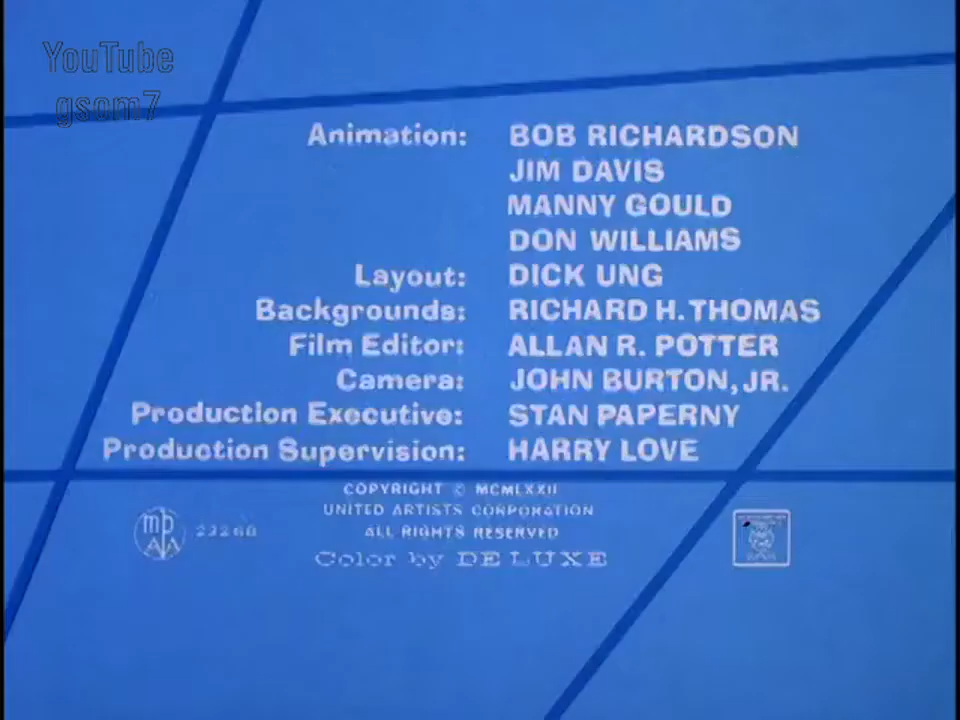 YouTube
gsom7
Animation: BOB RICHARDSON
JIM DAVIS
MANNY GOULD
DON WILLIAMS
Layout: DICK UNG
Backgrounds: RICHARD H. THOMAS
Film Editor: ALLAN R. POTTER
Camera: JOHN BURTON, JR.
Production Executive: STAN PAPERNY
Production Supervision: HARRY LOVE
COPYRIGHT © MCMLXXII
UNITED ARTISTS CORPORATION
ALL RIGHTS RESERVED
Color by DE LUXE